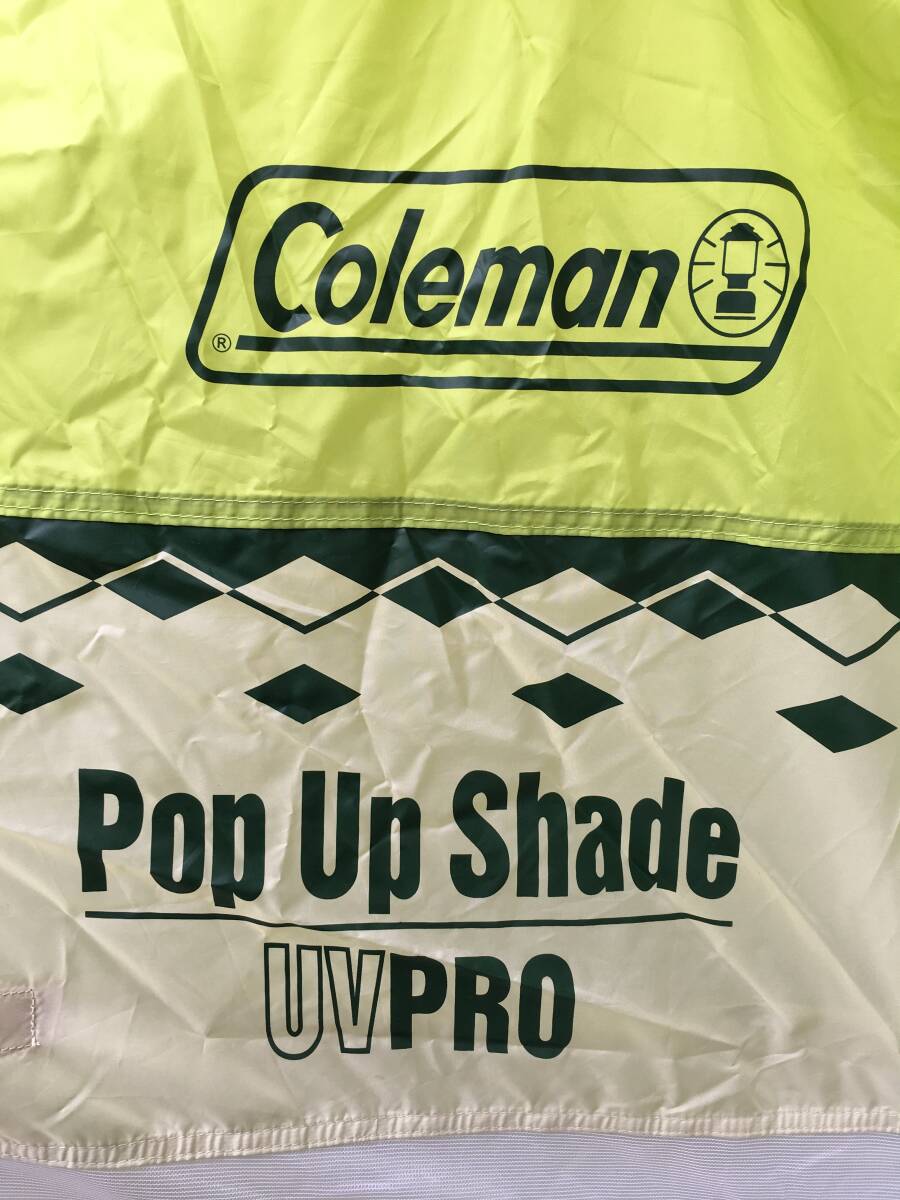 Coleman
®
Pop Up Shade
UVPRO